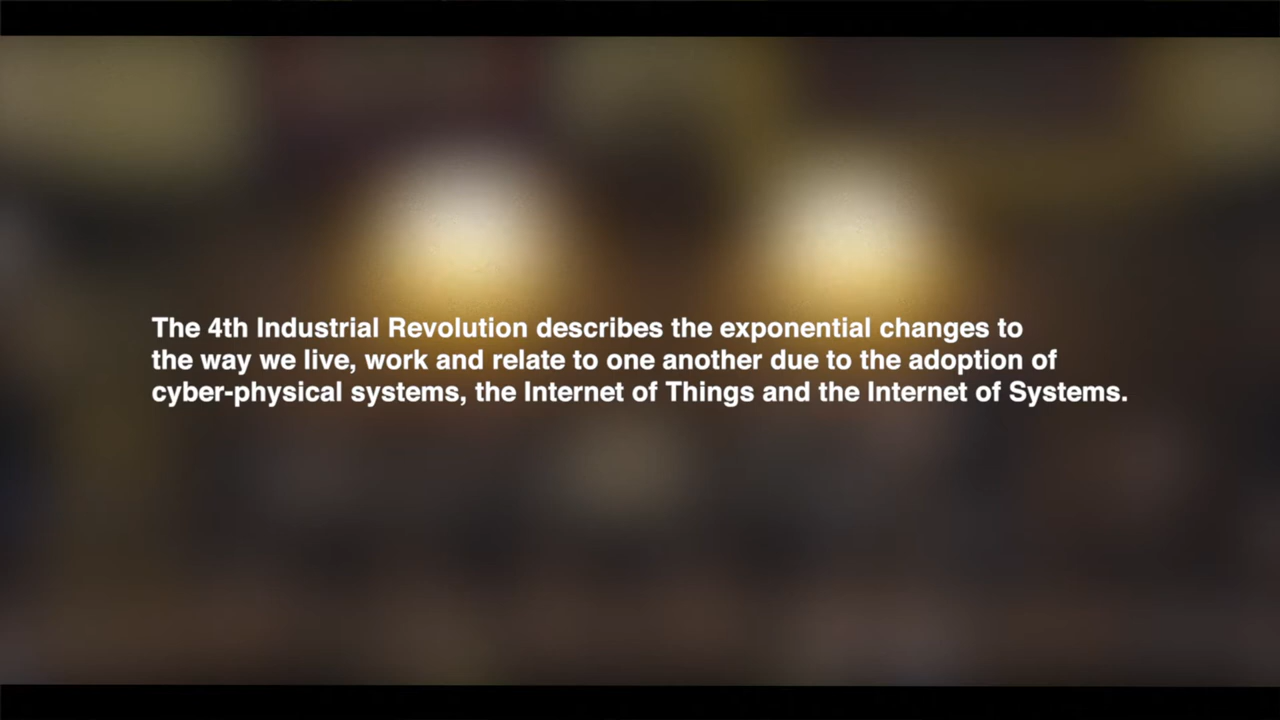 The 4th Industrial Revolution describes the exponential changes to
the way we live, work and relate to one another due to the adoption of
cyber-physical systems, the Internet of Things and the Internet of Systems.